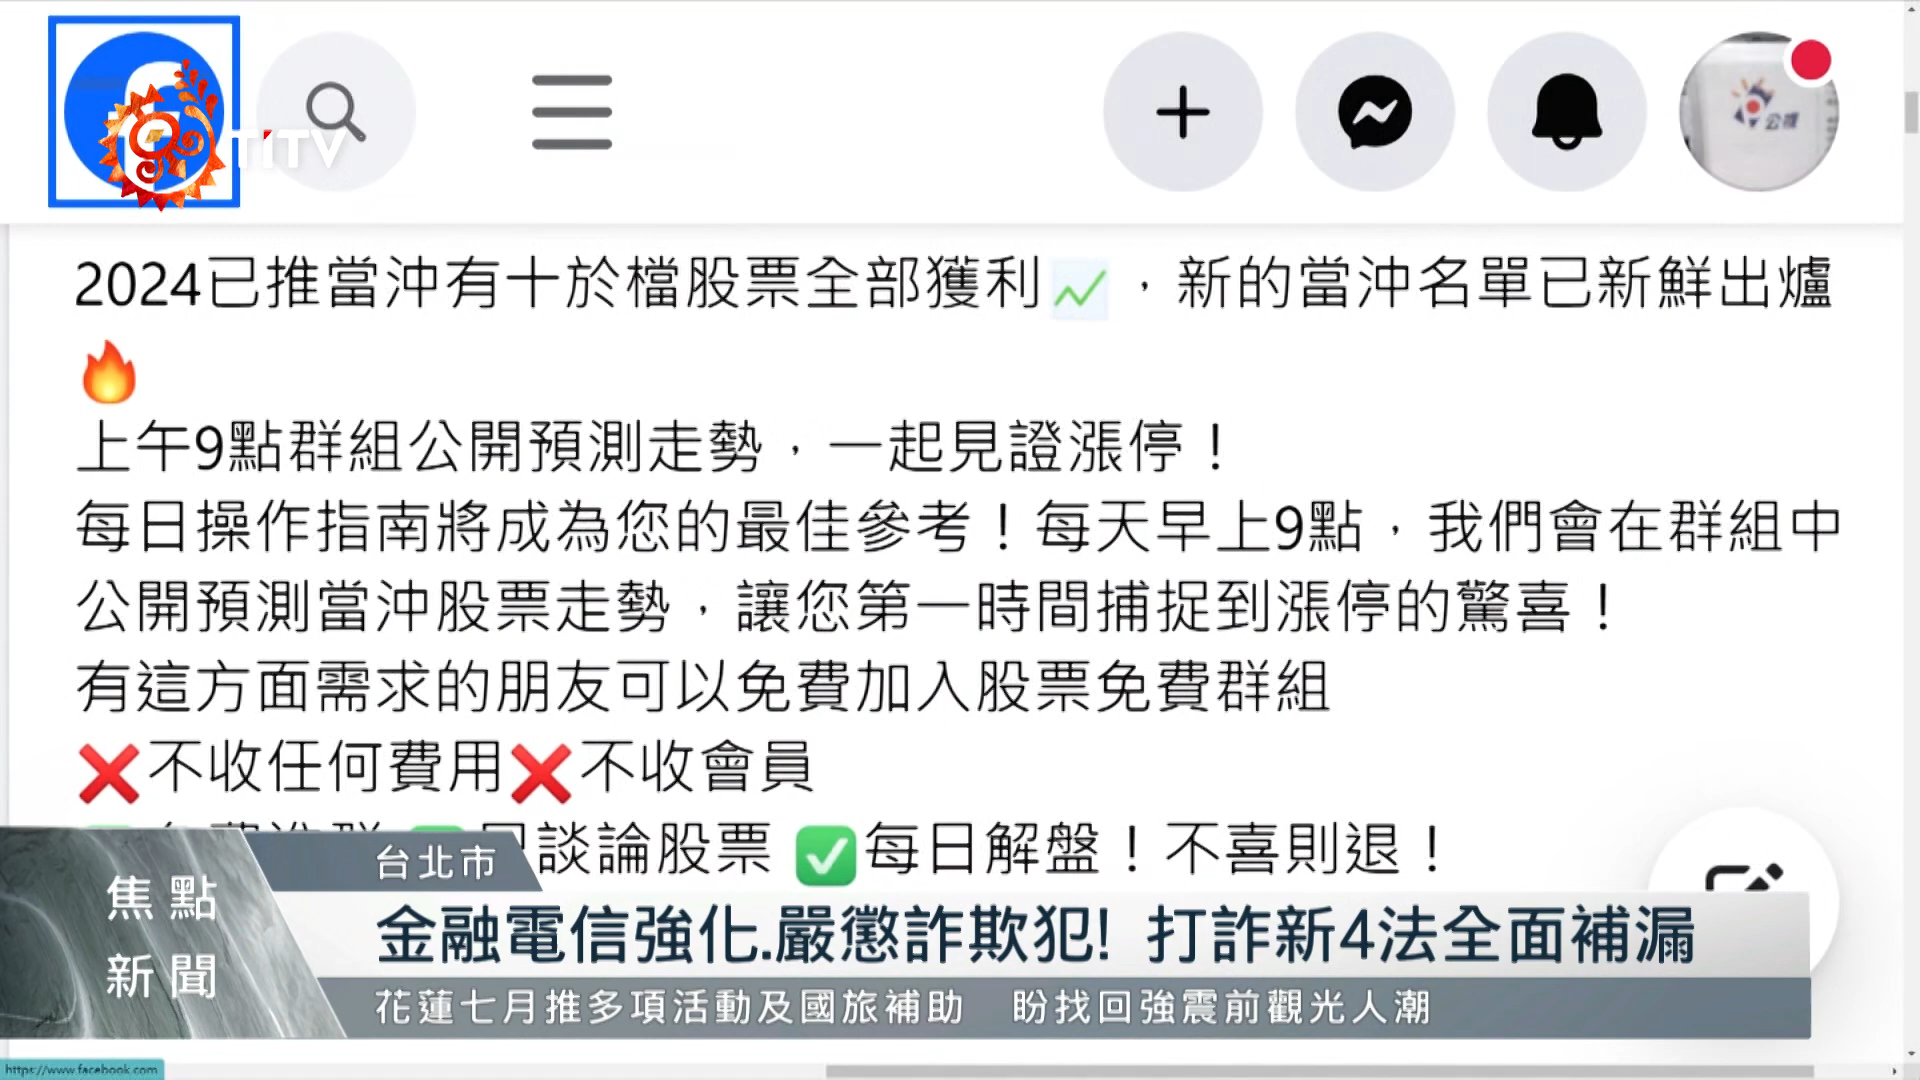 TiTV
公視
2024已推當沖有十於檔股票全部獲利📈，新的當沖名單已新鮮出爐
🔥
上午9點群組公開預測走勢，一起見證漲停！
每日操作指南將成為您的最佳參考！每天早上9點，我們會在群組中
公開預測當沖股票走勢，讓您第一時間捕捉到漲停的驚喜！
有這方面需求的朋友可以免費加入股票免費群組
❌不收任何費用❌不收會員
談論股票 ✅每日解盤！不喜則退！
台北市
焦點
新聞
金融電信強化.嚴懲詐欺犯! 打詐新4法全面補漏
花蓮七月推多項活動及國旅補助 盼找回強震前觀光人潮
https://www.facebook.com